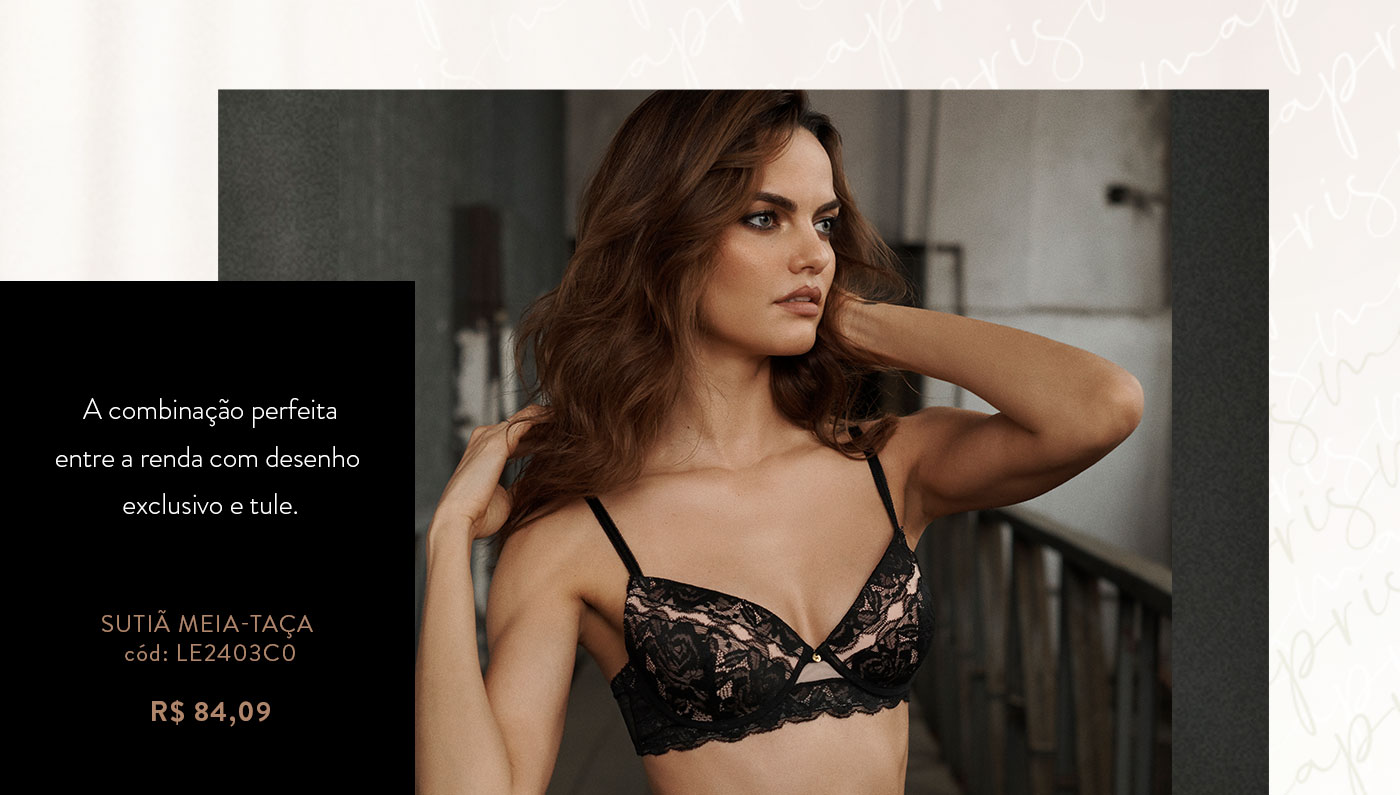 A combinação perfeita
entre a renda com desenho
exclusivo e tule.
SUTIÃ MEIA-TAÇA
cód: LE2403C0
R$ 84,09